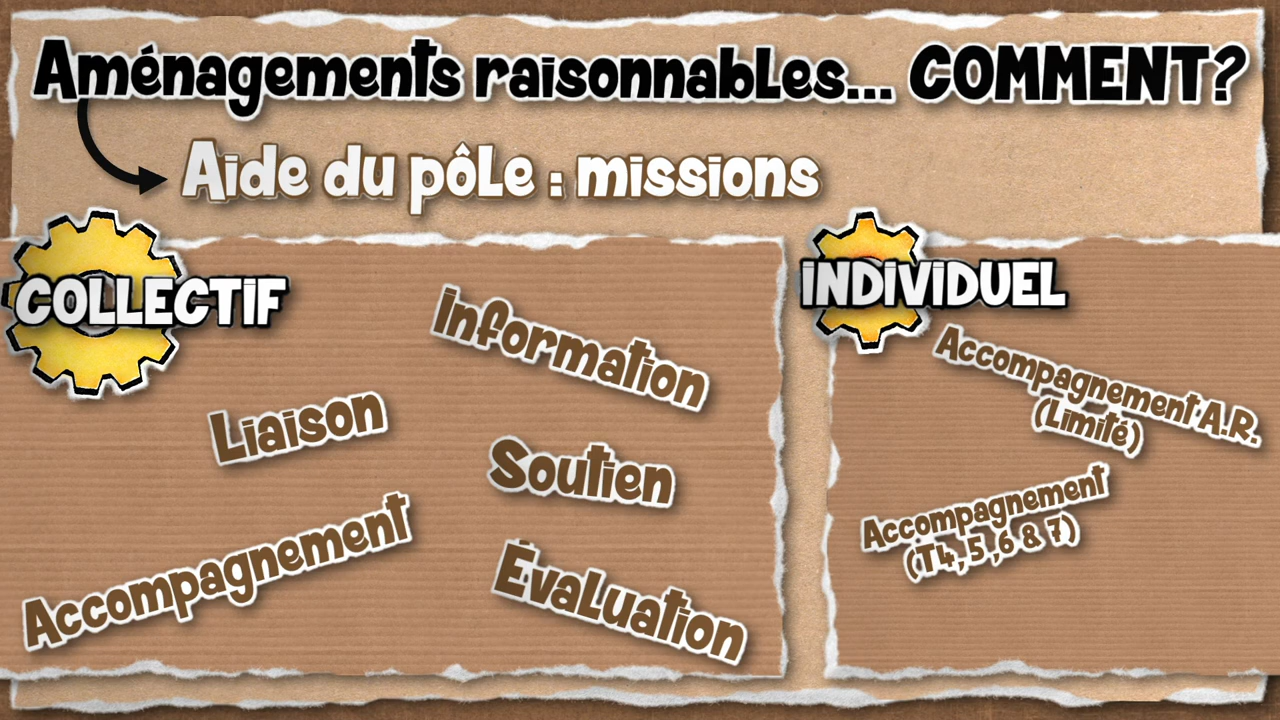 Aménagements raisonnables... COMMENT?
Aide du pôle : missions
COLLECTIF
Information
Liaison
Soutien
Accompagnement
Évaluation
INDIVIDUEL
Accompagnement A.R.
(Limité)
Accompagnement
(T4, 5 ,6 & 7)